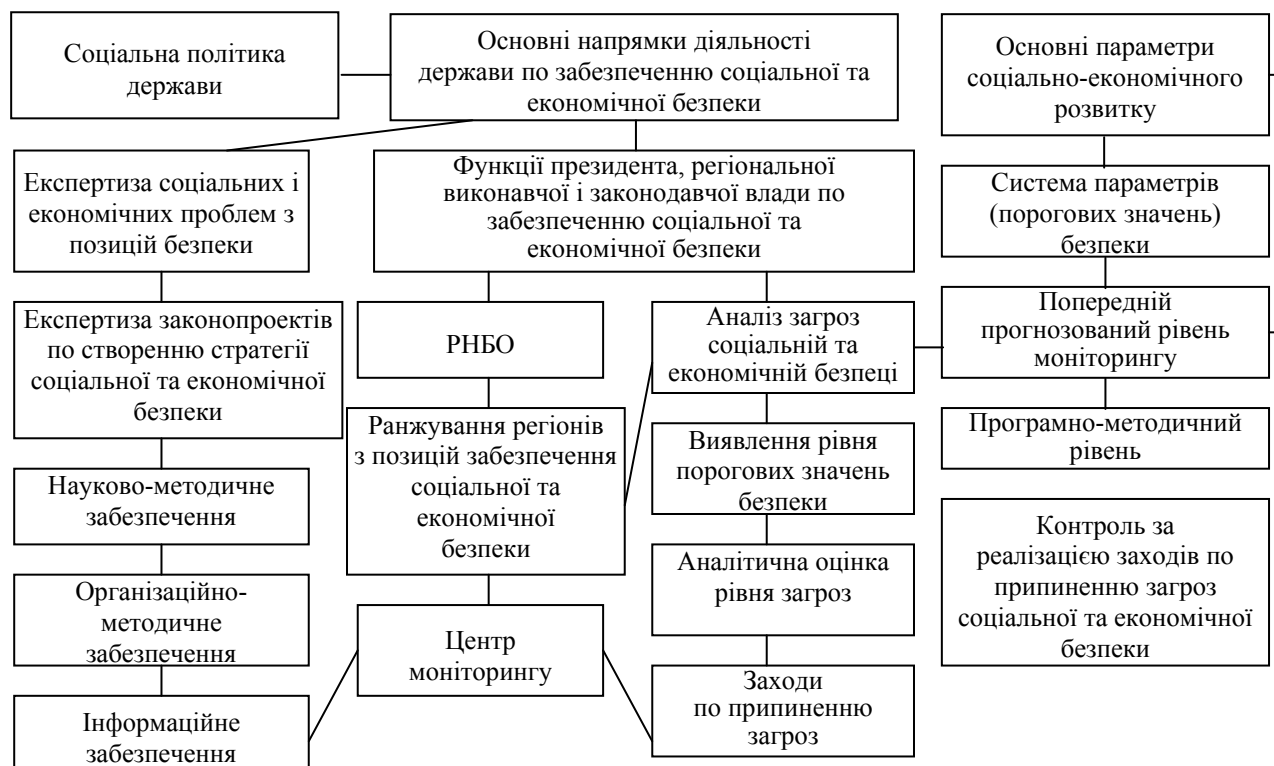 Соціальна політика
держави
Основні напрямки діяльності
держави по забезпеченню соціальної та
економічної безпеки
Основні параметри
соціально-економічного
розвитку
Експертиза соціальних і
економічних проблем з
позицій безпеки
Функції президента, регіональної
виконавчої і законодавчої влади по
забезпеченню соціальної та
економічної безпеки
Система параметрів
(порогових значень)
безпеки
Експертиза законопроектів
по створенню стратегії
соціальної та економічної
безпеки
РНБО
Аналіз загроз
соціальній та
економічній безпеці
Попередній
прогнозований рівень
моніторингу
Ранжування регіонів
з позицій забезпечення
соціальної та
економічної
безпеки
Виявлення рівня
порогових значень
безпеки
Програмно-методичний
рівень
Науково-методичне
забезпечення
Контроль за
реалізацією заходів по
припиненню загроз
соціальної та економічної
безпеки
Аналітична оцінка
рівня загроз
Організаційно-
методичне
забезпечення
Центр
моніторингу
Заходи
по припиненню
загроз
Інформаційне
забезпечення